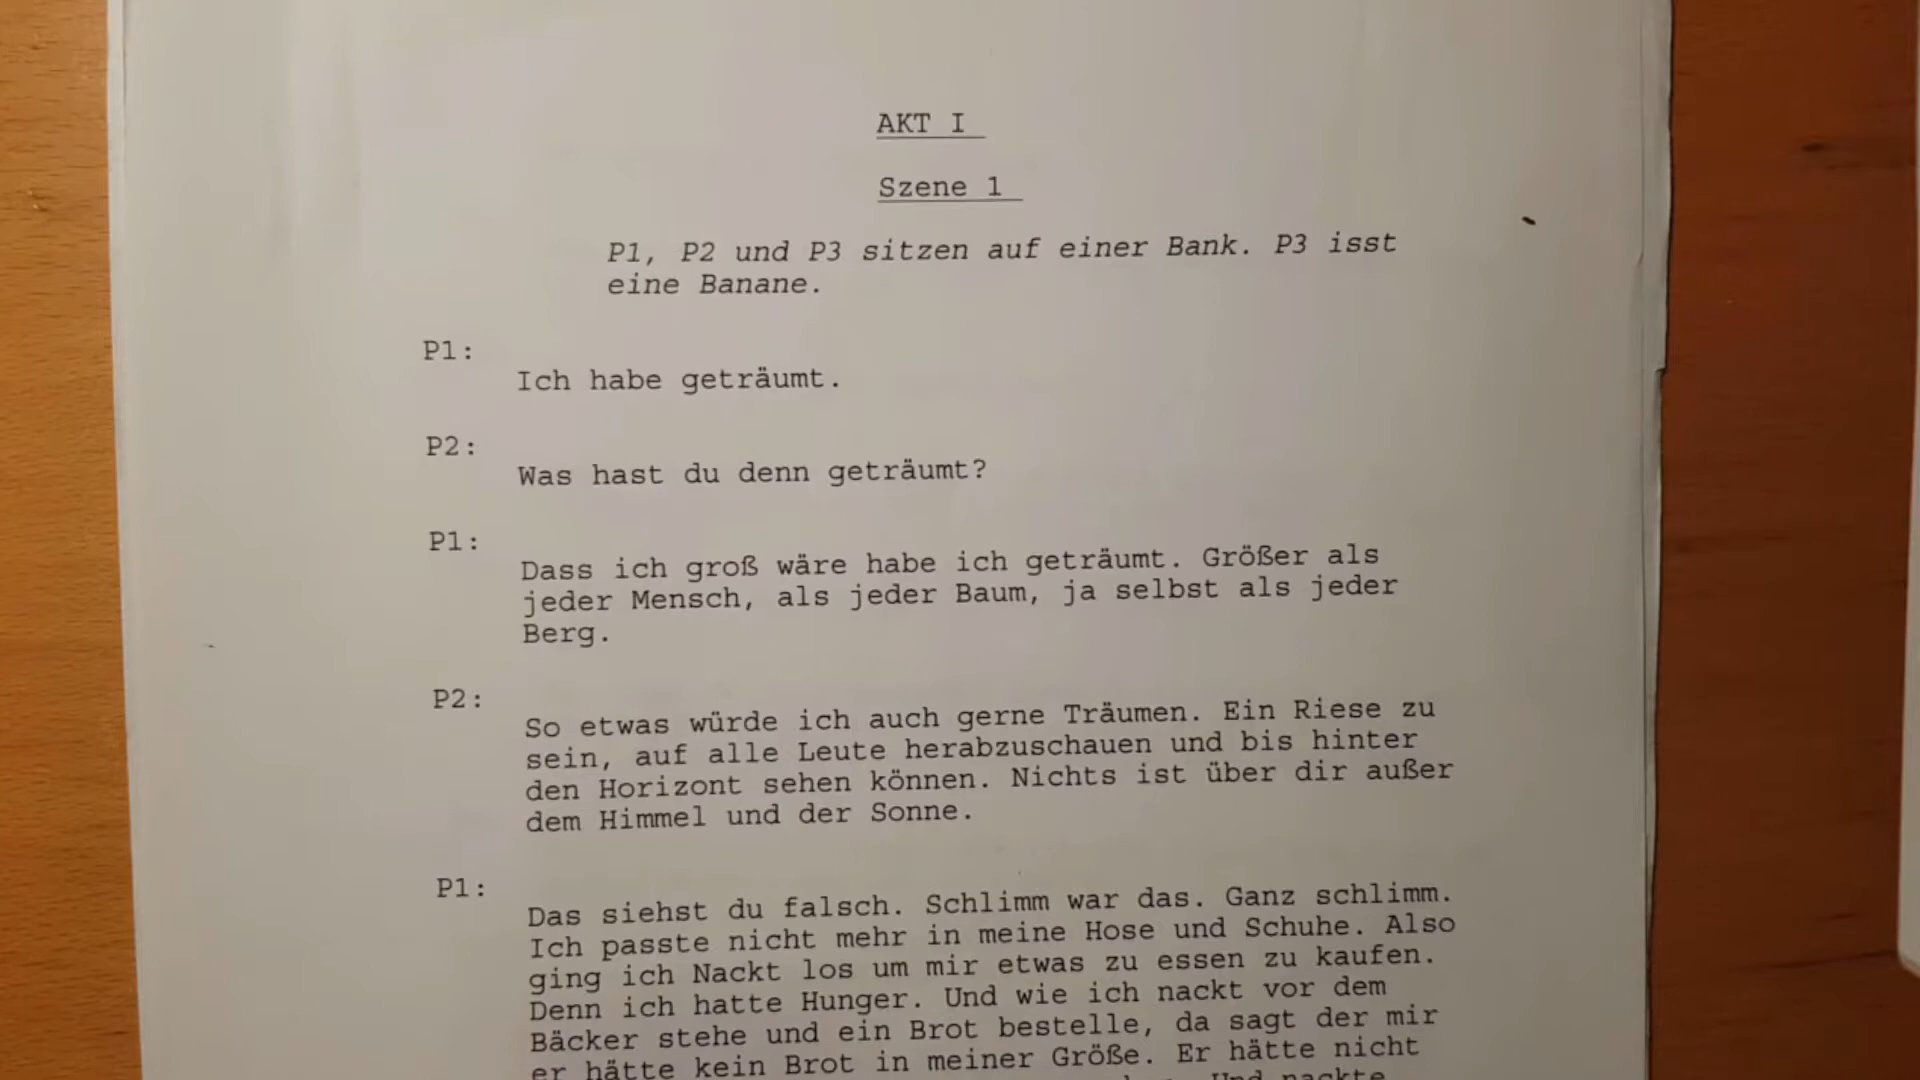 AKT I
Szene 1
P1, P2 und P3 sitzen auf einer Bank. P3 isst
eine Banane.
P1:
Ich habe geträumt.
P2:
Was hast du denn geträumt?
P1:
Dass ich groß wäre habe ich geträumt. Größer als
jeder Mensch, als jeder Baum, ja selbst als jeder
Berg.
P2:
So etwas würde ich auch gerne Träumen. Ein Riese zu
sein, auf alle Leute herabzuschauen und bis hinter
den Horizont sehen können. Nichts ist über dir außer
dem Himmel und der Sonne.
P1:
Das siehst du falsch. Schlimm war das. Ganz schlimm.
Ich passte nicht mehr in meine Hose und Schuhe. Also
ging ich Nackt los um mir etwas zu essen zu kaufen.
Denn ich hatte Hunger. Und wie ich nackt vor dem
Bäcker stehe und ein Brot bestelle, da sagt der mir
er hätte kein Brot in meiner Größe. Er hätte nicht
Und nackte